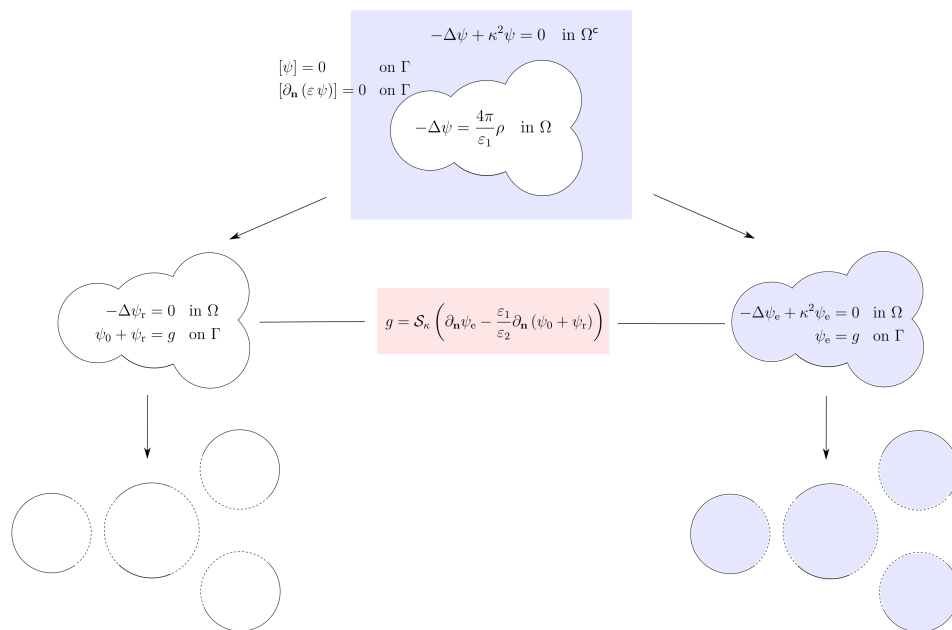 −Δψ + κ²ψ = 0 in Ωᶜ
[ψ] = 0 on Γ
[∂ₙ (ε ψ)] = 0 on Γ
−Δψ = 4π/ε₁ ρ in Ω
−Δψᵣ = 0 in Ω
ψ₀ + ψᵣ = g on Γ
g = 𝒮_κ (∂ₙψₑ − ε₁/ε₂ ∂ₙ (ψ₀ + ψᵣ))
−Δψₑ + κ²ψₑ = 0 in Ω
ψₑ = g on Γ